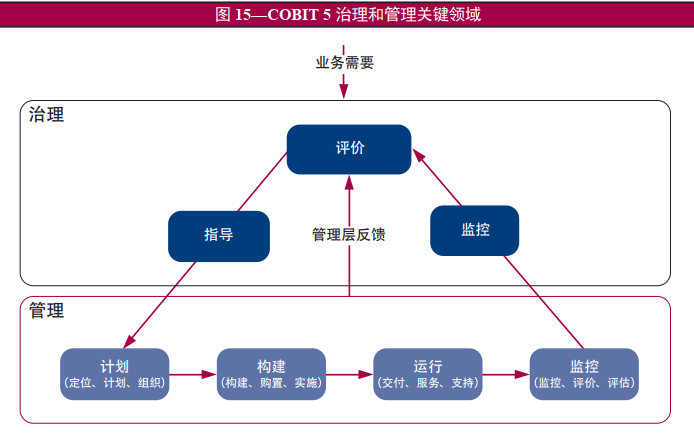 图 15—COBIT 5 治理和管理关键领域
业务需要
治理
评价
指导
监控
管理层反馈
管理
计划
（定位、计划、组织）
构建
（构建、购置、实施）
运行
（交付、服务、支持）
监控
（监控、评价、评估）